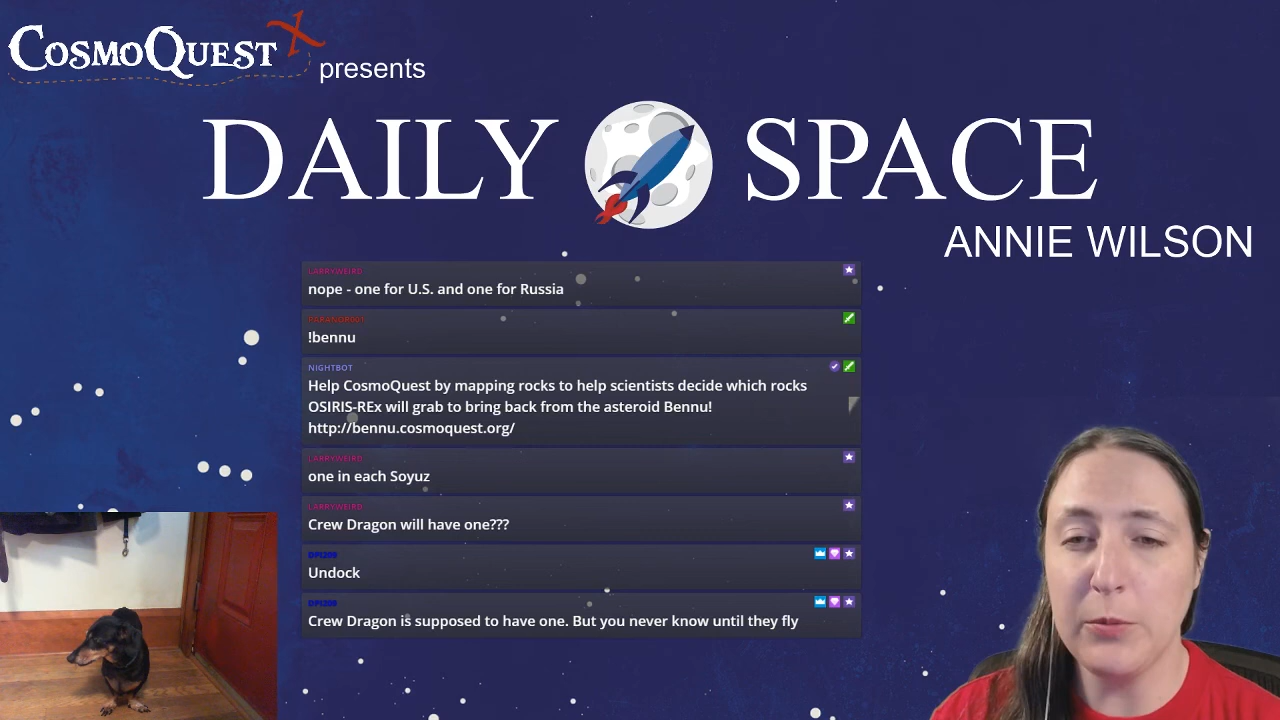 CosmoQuest X
presents
DAILY SPACE
ANNIE WILSON
LARRYWEIRD
nope - one for U.S. and one for Russia
!bennu
NIGHTBOT
Help CosmoQuest by mapping rocks to help scientists decide which rocks
OSIRIS-REx will grab to bring back from the asteroid Bennu!
http://bennu.cosmoquest.org/
LARRYWEIRD
one in each Soyuz
LARRYWEIRD
Crew Dragon will have one???
Undock
Crew Dragon is supposed to have one. But you never know until they fly